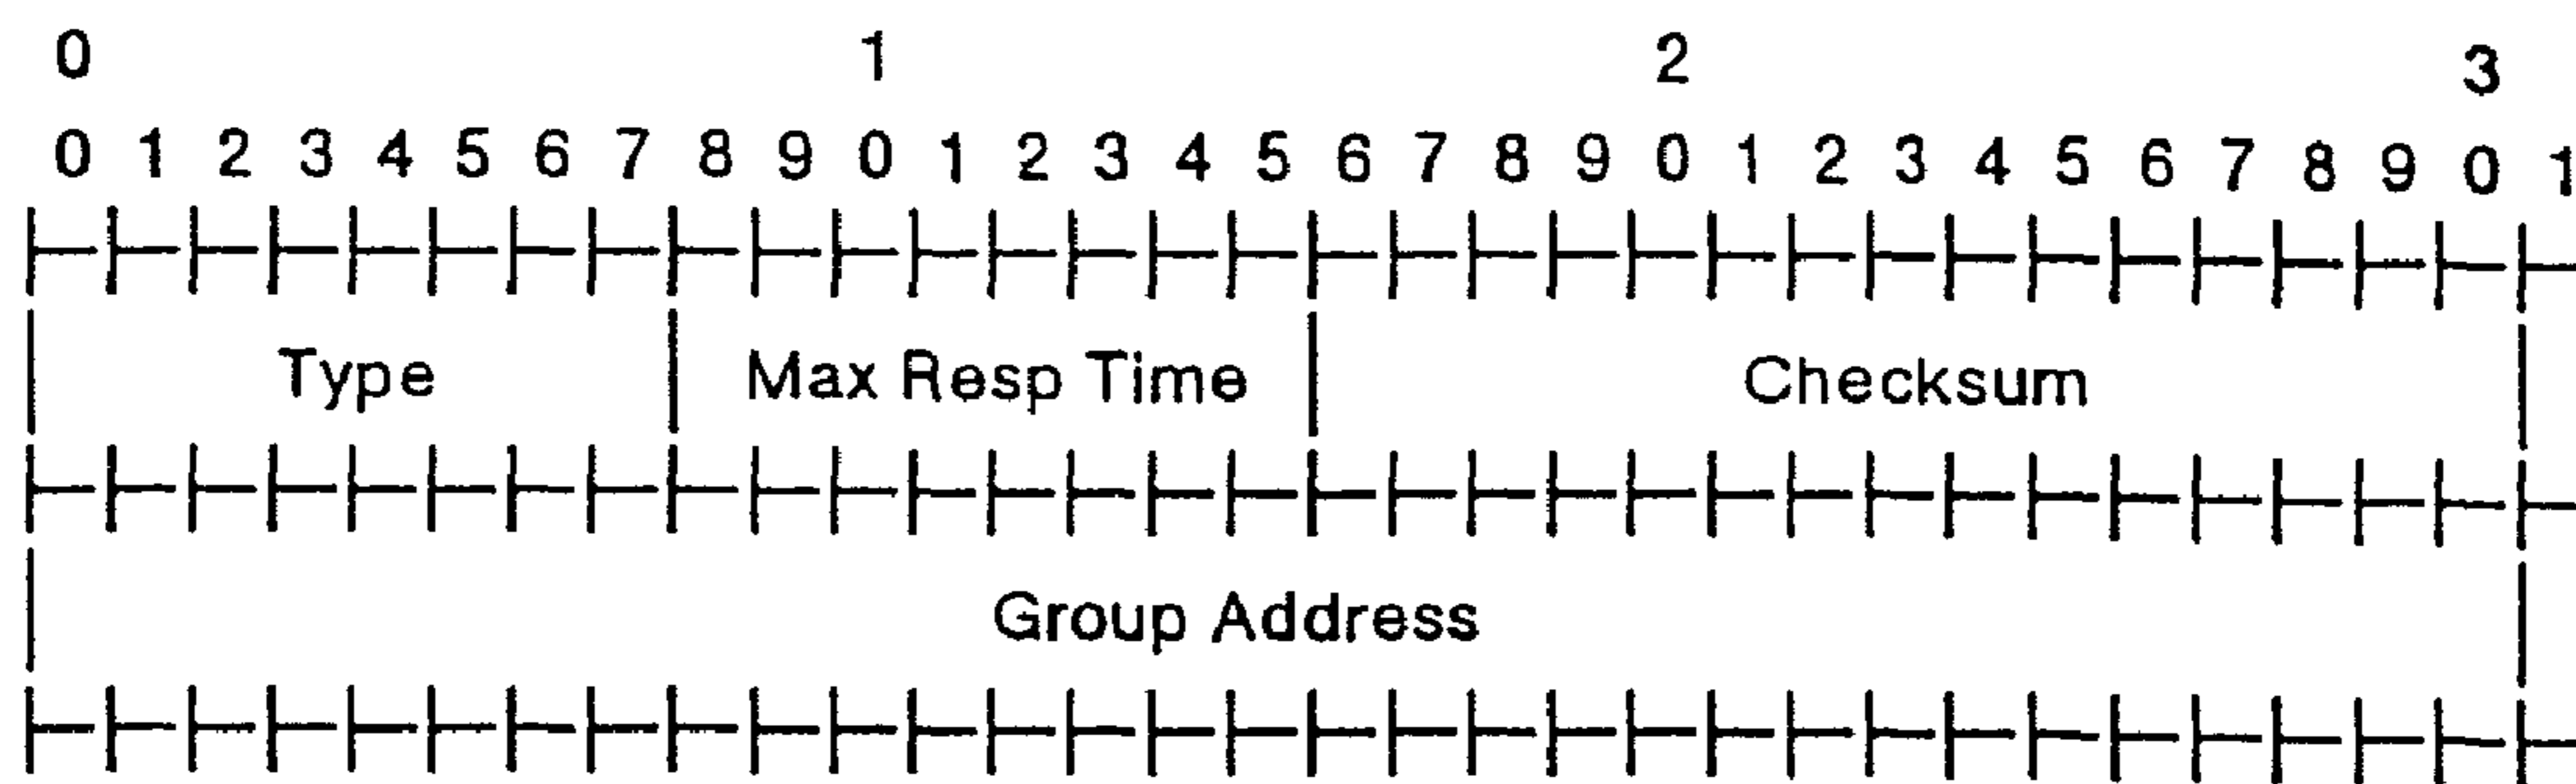 0 1 2 3
0 1 2 3 4 5 6 7 8 9 0 1 2 3 4 5 6 7 8 9 0 1 2 3 4 5 6 7 8 9 0 1
Type Max Resp Time Checksum
Group Address